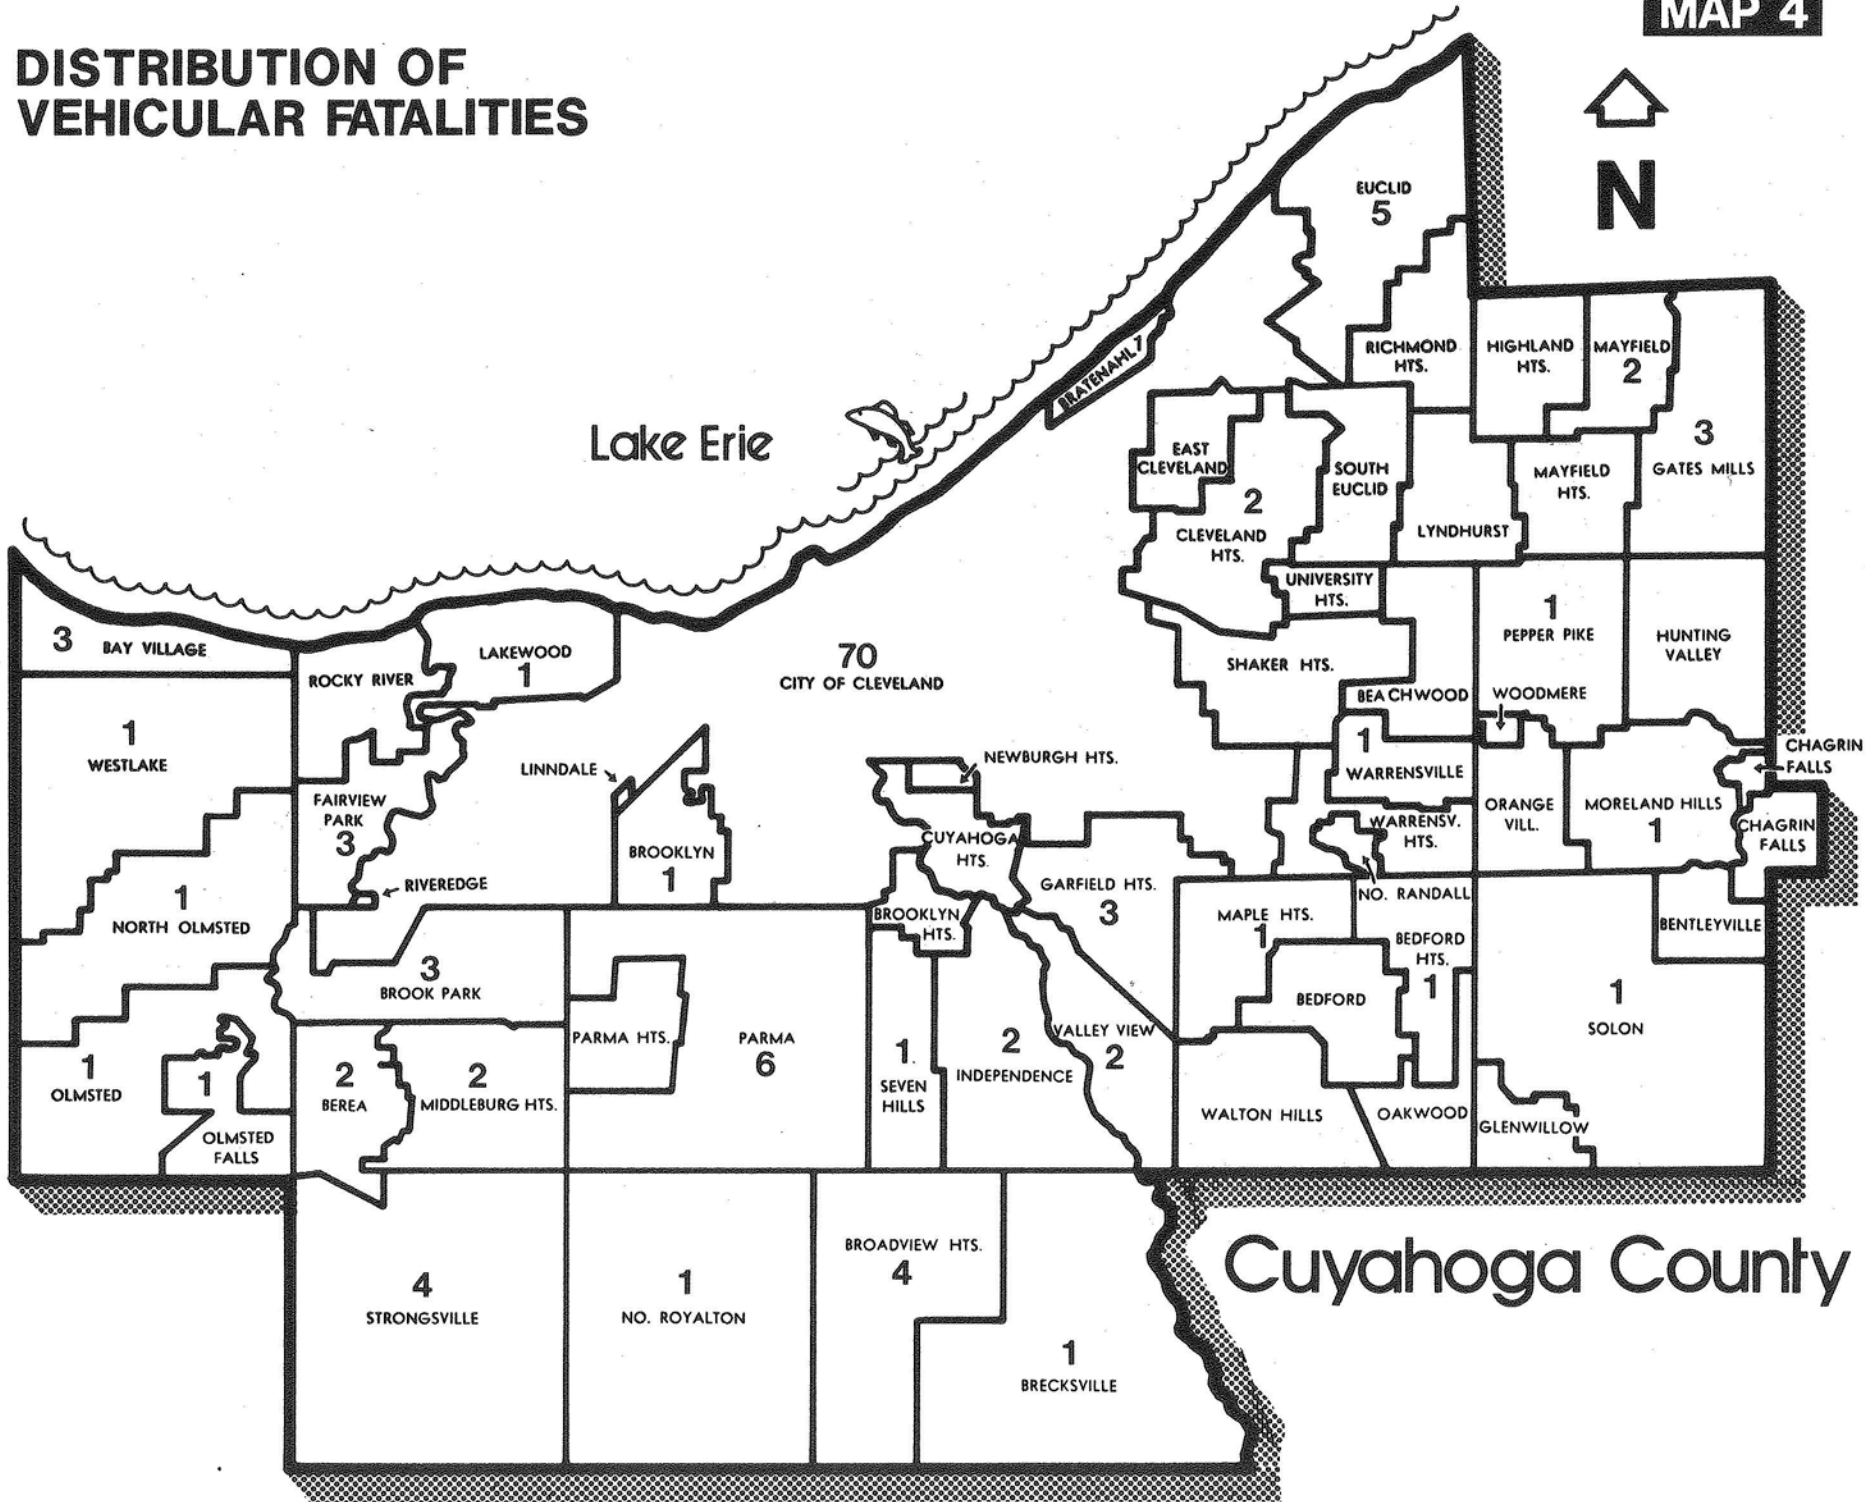 MAP 4
DISTRIBUTION OF
VEHICULAR FATALITIES
N
Lake Erie
EUCLID
5
RICHMOND
HTS.
HIGHLAND
HTS.
MAYFIELD
2
3
GATES MILLS
BRATENAHL 7
EAST
CLEVELAND
2
CLEVELAND
HTS.
SOUTH
EUCLID
LYNDHURST
MAYFIELD
HTS.
UNIVERSITY
HTS.
1
PEPPER PIKE
HUNTING
VALLEY
SHAKER HTS.
BEACHWOOD
WOODMERE
3 BAY VILLAGE
ROCKY RIVER
LAKEWOOD
1
70
CITY OF CLEVELAND
1
WESTLAKE
FAIRVIEW
PARK
3
LINNDALE
RIVEREDGE
BROOKLYN
1
NEWBURGH HTS.
CUYAHOGA
HTS.
1
WARRENSVILLE
WARRENSV.
HTS.
ORANGE
VILL.
MORELAND HILLS
1
CHAGRIN
FALLS
CHAGRIN
FALLS
1
NORTH OLMSTED
BROOKLYN
HTS.
GARFIELD HTS.
3
MAPLE HTS.
1
NO. RANDALL
BEDFORD
HTS.
1
BENTLEYVILLE
3
BROOK PARK
BEDFORD
1
SOLON
1
OLMSTED
1
OLMSTED
FALLS
2
BEREA
2
MIDDLEBURG HTS.
PARMA HTS.
PARMA
6
1.
SEVEN
HILLS
2
INDEPENDENCE
VALLEY VIEW
2
WALTON HILLS
OAKWOOD
GLENWILLOW
4
STRONGSVILLE
1
NO. ROYALTON
BROADVIEW HTS.
4
1
BRECKSVILLE
Cuyahoga County